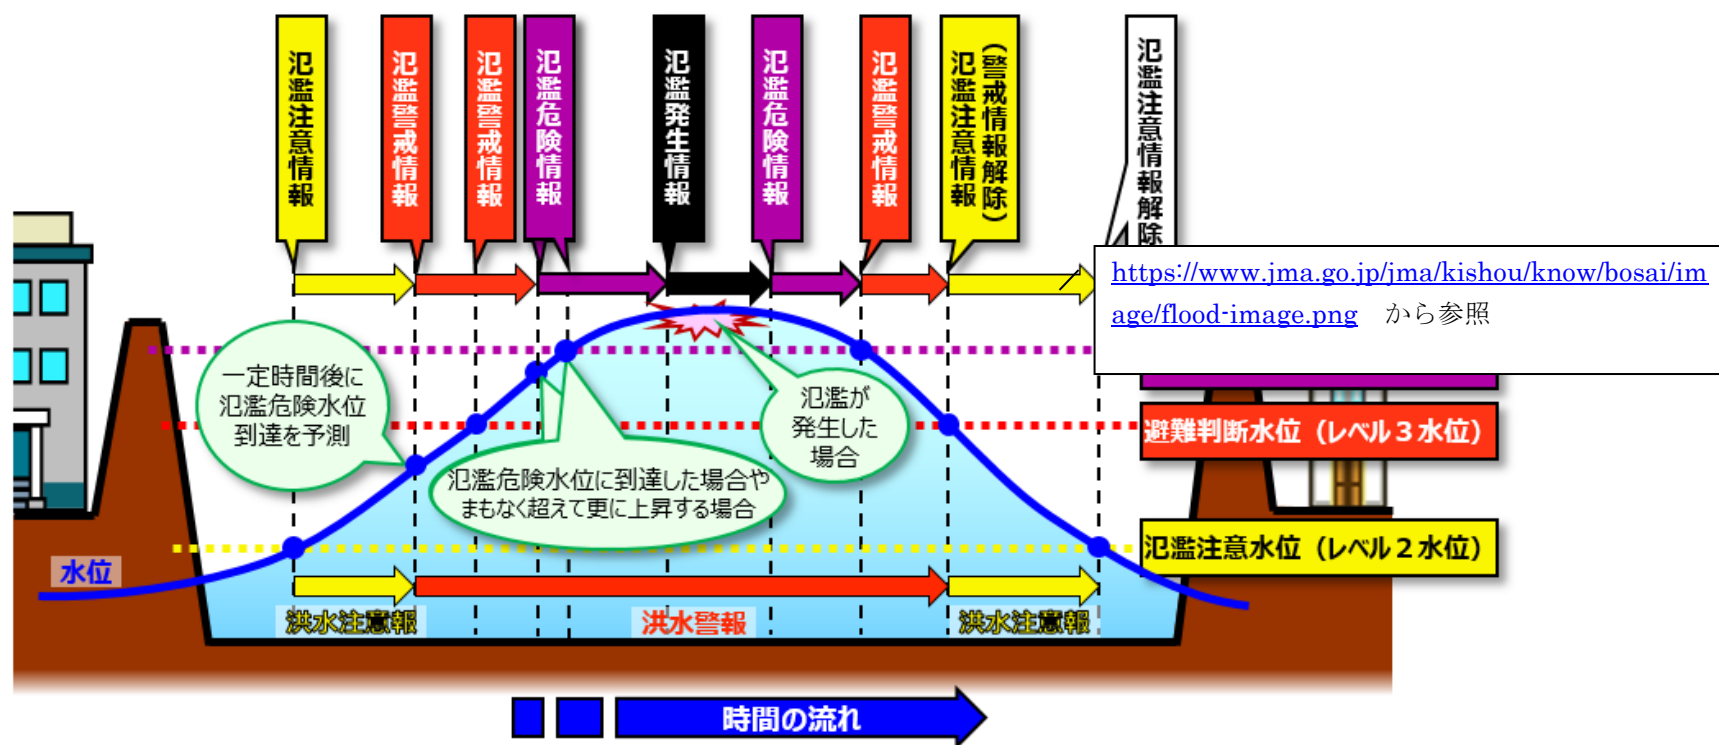 氾濫注意情報
氾濫警戒情報
氾濫警戒情報
氾濫危険情報
氾濫発生情報
氾濫危険情報
氾濫警戒情報
(警戒情報解除)
氾濫注意情報
氾濫注意情報解除
https://www.jma.go.jp/jma/kishou/know/bosai/im
age/flood-image.png　から参照
一定時間後に
氾濫危険水位
到達を予測
氾濫が
発生した
場合
氾濫危険水位に到達した場合や
まもなく超えて更に上昇する場合
避難判断水位（レベル３水位）
氾濫注意水位（レベル２水位）
水位
洪水注意報
洪水警報
洪水注意報
時間の流れ